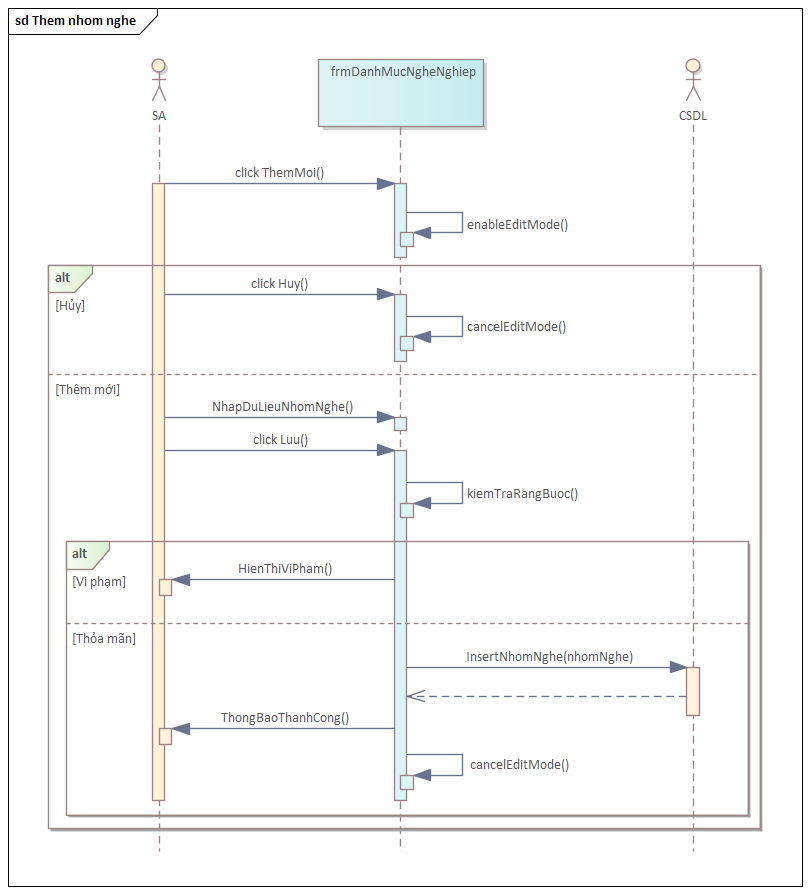 sd Them nhom nghe
SA
frmDanhMucNgheNghiep
CSDL
click ThemMoi()
enableEditMode()
alt
click Huy()
[Hủy]
cancelEditMode()
[Thêm mới]
NhapDuLieuNhomNghe()
click Luu()
kiemTraRangBuoc()
alt
HienThiViPham()
[Vi phạm]
[Thỏa mãn]
InsertNhomNghe(nhomNghe)
ThongBaoThanhCong()
cancelEditMode()